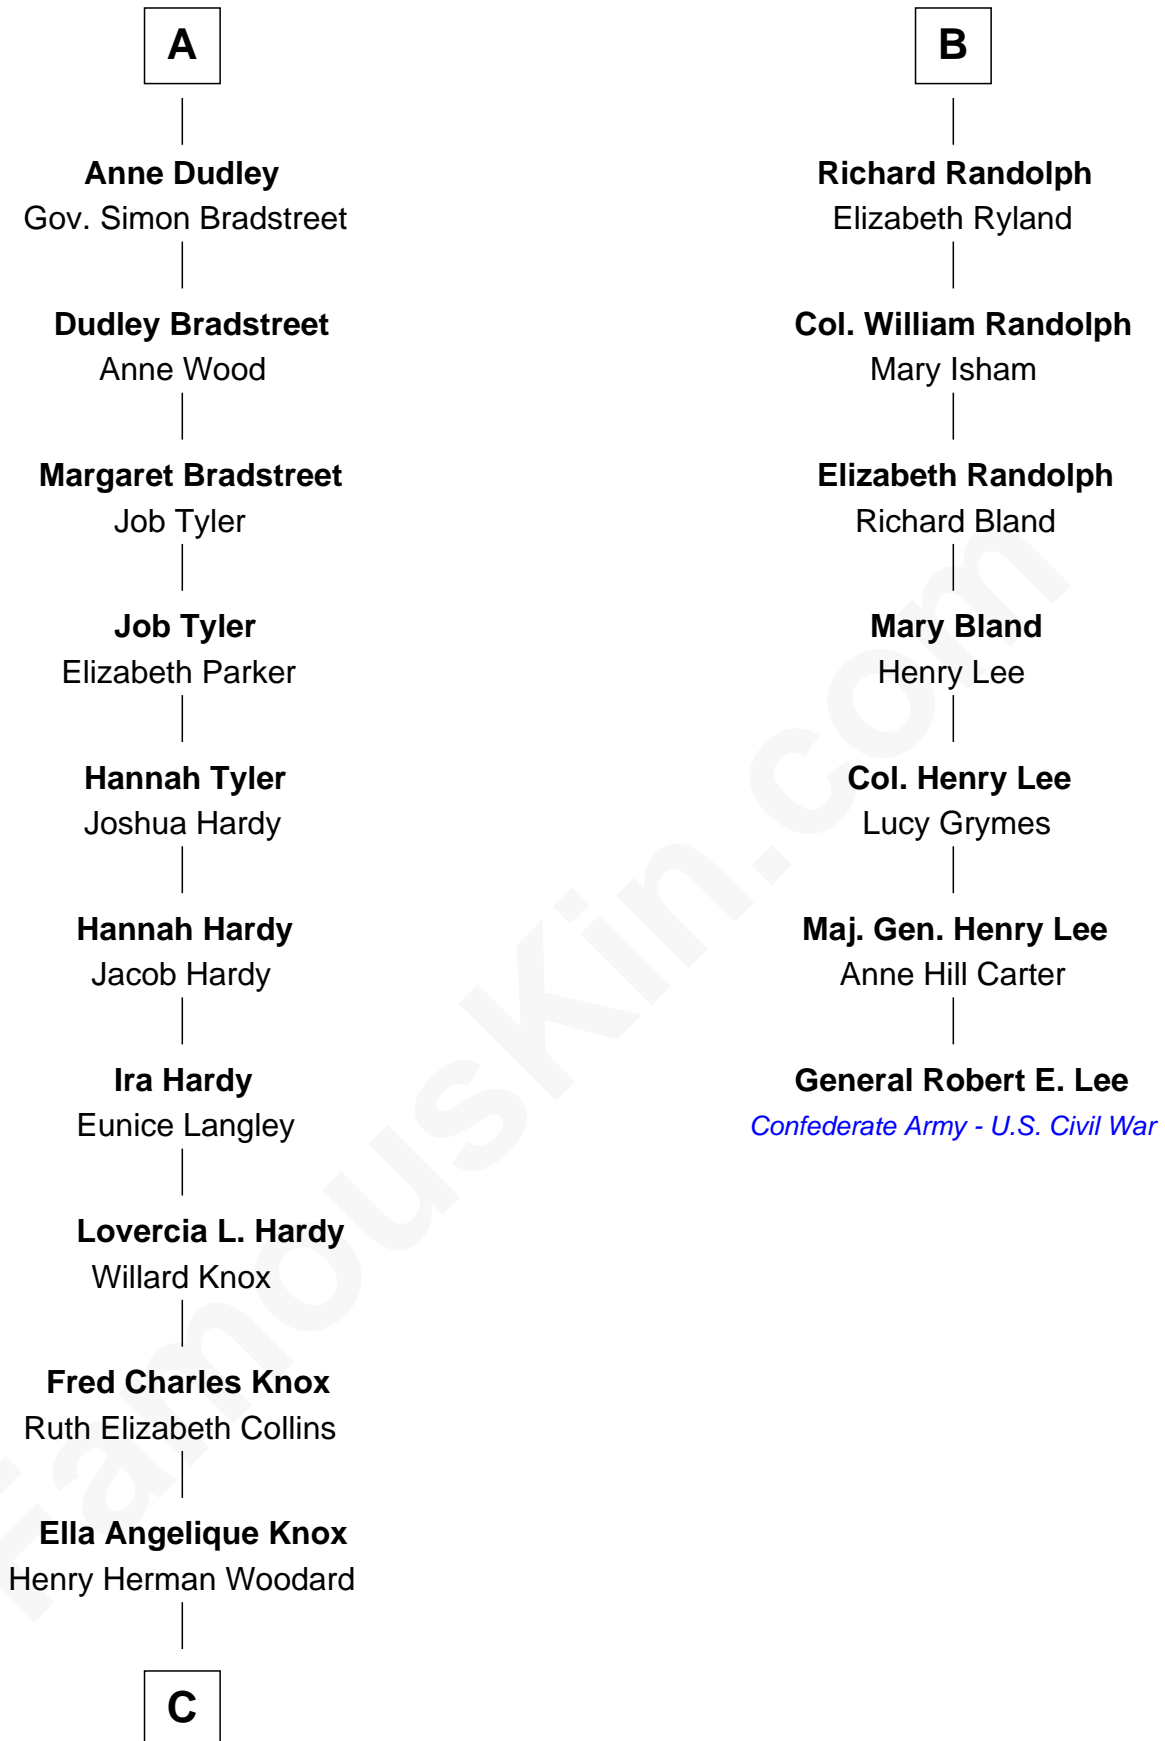 A
Anne Dudley
Gov. Simon Bradstreet
Dudley Bradstreet
Anne Wood
Margaret Bradstreet
Job Tyler
Job Tyler
Elizabeth Parker
Hannah Tyler
Joshua Hardy
Hannah Hardy
Jacob Hardy
Ira Hardy
Eunice Langley
Lovercia L. Hardy
Willard Knox
Fred Charles Knox
Ruth Elizabeth Collins
Ella Angelique Knox
Henry Herman Woodard
C
B
Richard Randolph
Elizabeth Ryland
Col. William Randolph
Mary Isham
Elizabeth Randolph
Richard Bland
Mary Bland
Henry Lee
Col. Henry Lee
Lucy Grymes
Maj. Gen. Henry Lee
Anne Hill Carter
General Robert E. Lee
Confederate Army - U.S. Civil War
FamousKin.com